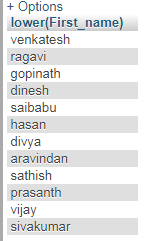 + Options
lower(First_name)
venkatesh
ragavi
gopinath
dinesh
saibabu
hasan
divya
aravindan
sathish
prasanth
vijay
sivakumar